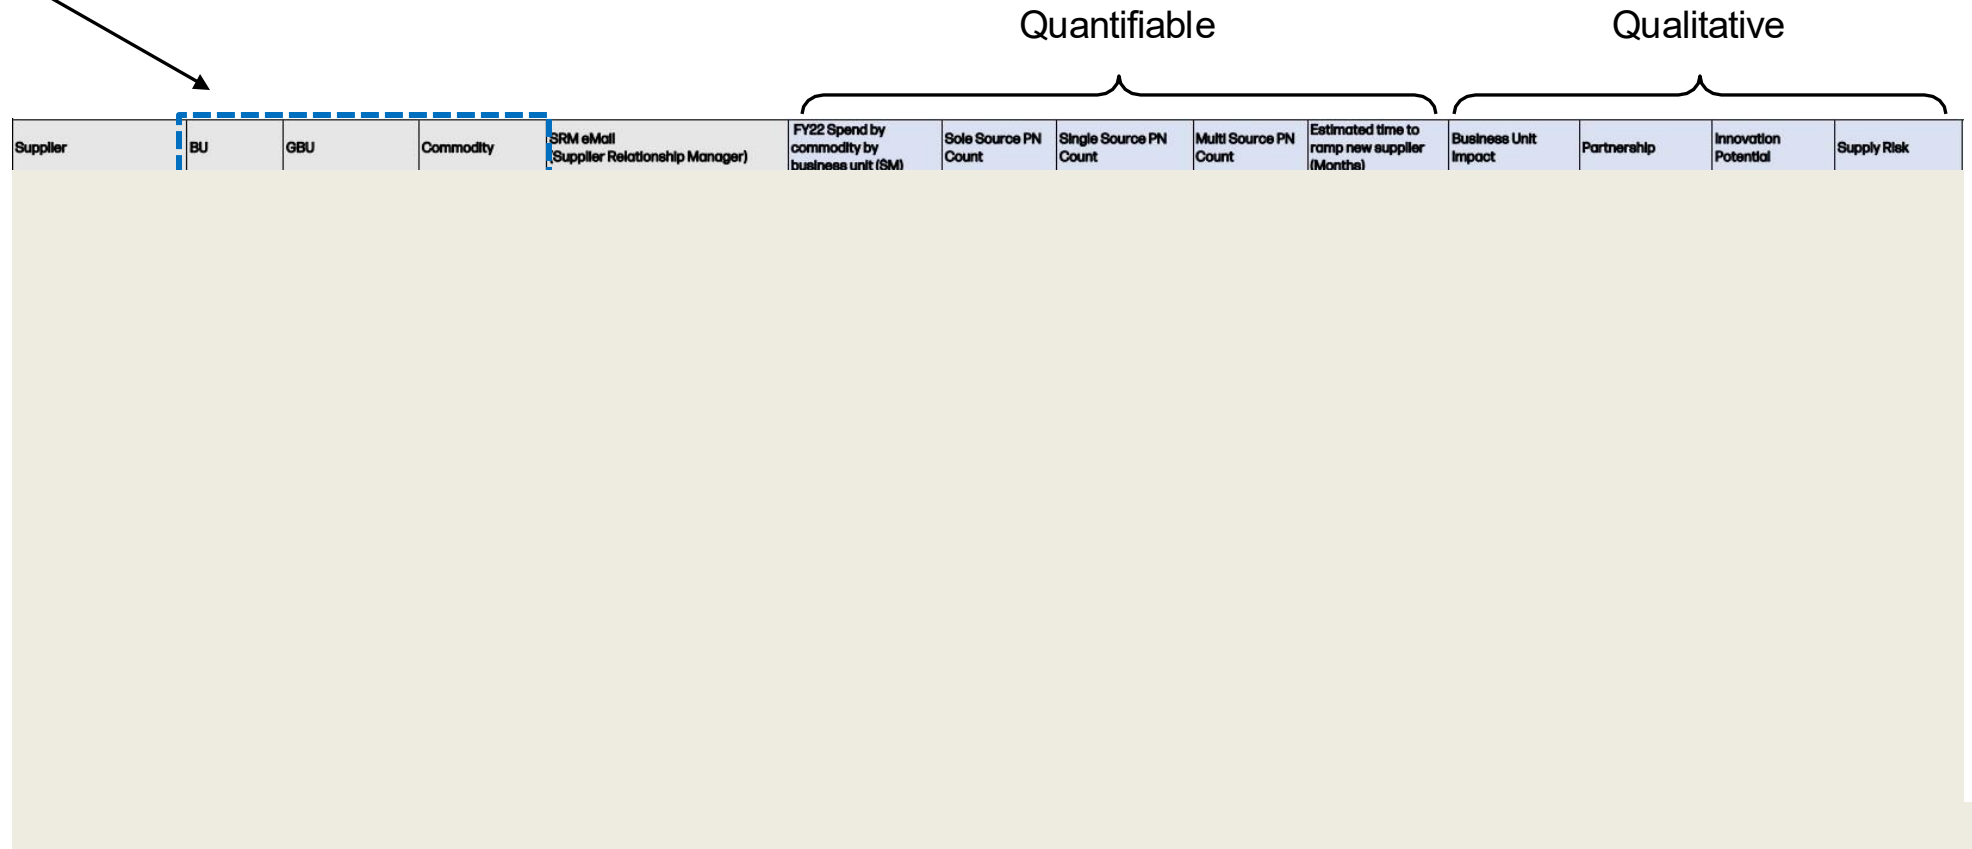 Quantifiable
Qualitative
Supplier
BU
GBU
Commodity
SRM eMail
(Supplier Relationship Manager)
FY22 Spend by
commodity by
business unit ($M)
Sole Source PN
Count
Single Source PN
Count
Multi Source PN
Count
Estimated time to
ramp new supplier
(Months)
Business Unit
Impact
Partnership
Innovation
Potential
Supply Risk